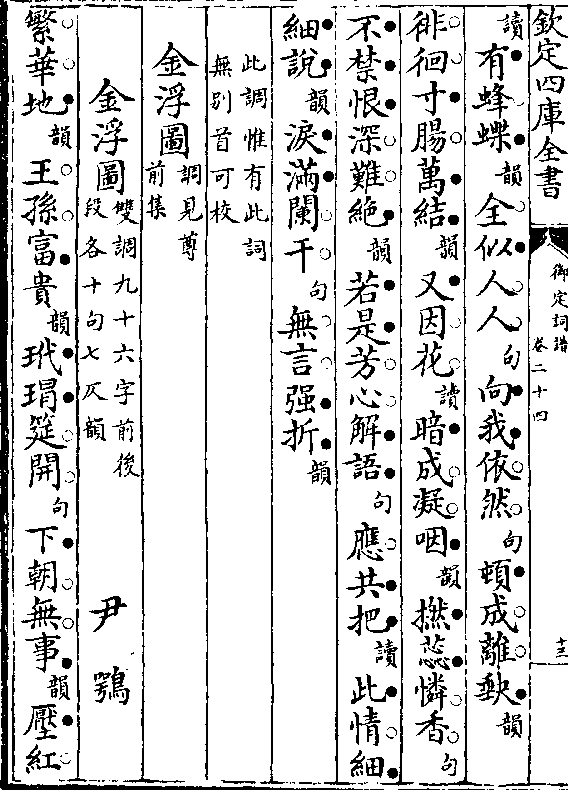 欽定四庫全書
御定詞譜
卷二十四
十三
讀有蜂蝶韻全似人人句向我依然句頓成離缺韻
徘徊寸腸萬結韻又因花讀暗成凝咽韻撚蕊憐香句
不禁恨深難絶韻若是芳心解語句應共把讀此情細
細說韻淚滿闌干句無言强折韻
此調惟有此詞
無别首可校
金浮圖調見尊
前集
金浮圖雙調九十六字前後
段各十句七仄韻 尹鶚
繁華地韻王孫富貴韻玳瑁筵開句下朝無事韻壓紅